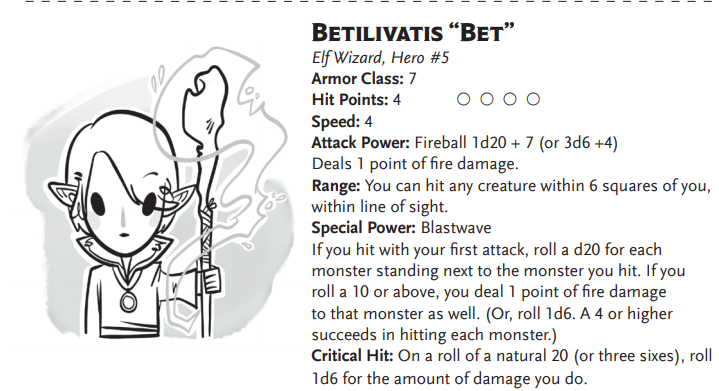 BETILIVATIS “BET”
Elf Wizard, Hero #5
Armor Class: 7
Hit Points: 4 ○ ○ ○ ○
Speed: 4
Attack Power: Fireball 1d20 + 7 (or 3d6 +4)
Deals 1 point of fire damage.
Range: You can hit any creature within 6 squares of you,
within line of sight.
Special Power: Blastwave
If you hit with your first attack, roll a d20 for each
monster standing next to the monster you hit. If you
roll a 10 or above, you deal 1 point of fire damage
to that monster as well. (Or, roll 1d6. A 4 or higher
succeeds in hitting each monster.)
Critical Hit: On a roll of a natural 20 (or three sixes), roll
1d6 for the amount of damage you do.